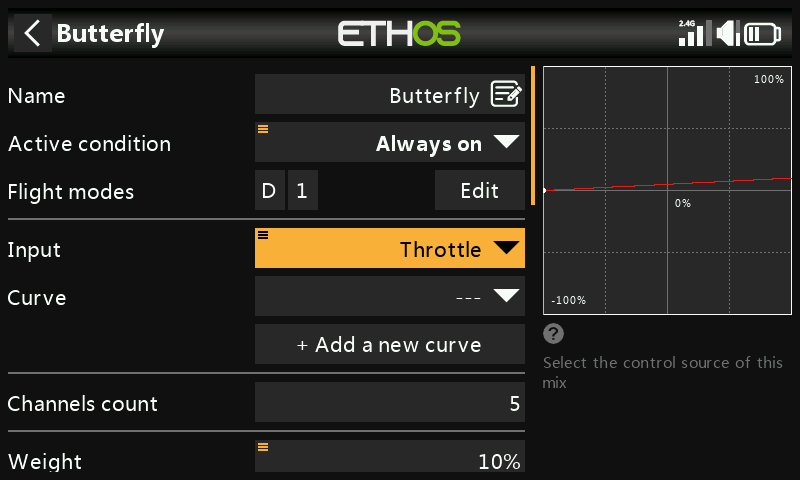 Butterfly
ETHOS
2.4G
Name
Butterfly
Active condition
Always on
Flight modes
D 1
Edit
Input
Throttle
Curve
---
+ Add a new curve
Channels count
5
Weight
10%
100%
0%
-100%
?
Select the control source of this
mix